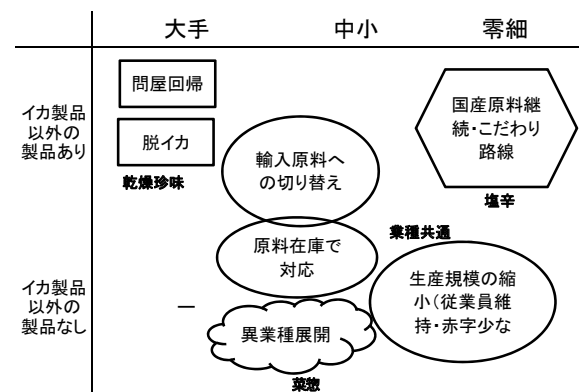 大手
中小
零細
イカ製品
以外の
製品あり
問屋回帰
脱イカ
乾燥珍味
輸入原料へ
の切り替え
国産原料継
続・こだわり
路線
塩辛
業種共通
イカ製品
以外の
製品なし
―
原料在庫で
対応
異業種展開
菜惣
生産規模の縮
小（従業員維
持・赤字少な